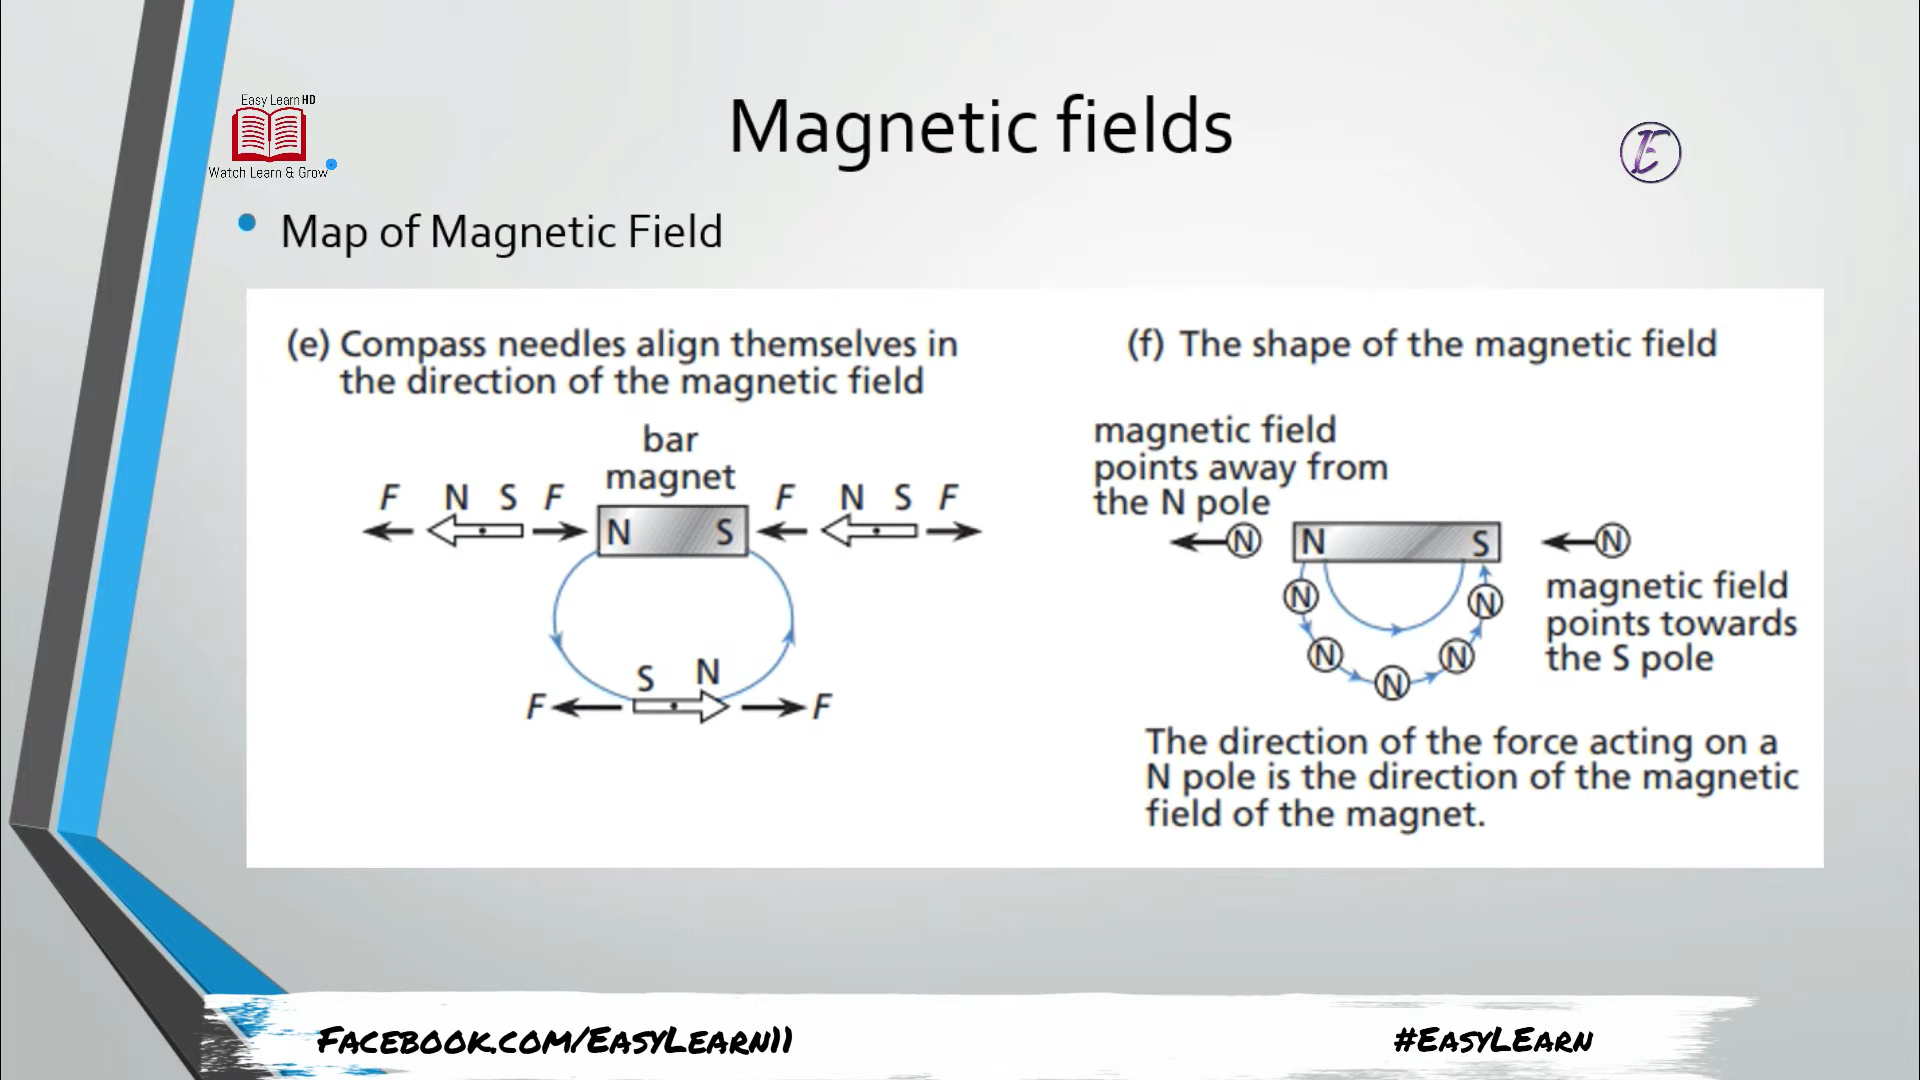 Easy Learn HD
Watch Learn & Grow
Magnetic fields
E
Map of Magnetic Field
(e) Compass needles align themselves in
the direction of the magnetic field
bar
magnet
F N S F
N S
F N S F
S N
F F
(f) The shape of the magnetic field
magnetic field
points away from
the N pole
N N S N
N N N N N
magnetic field
points towards
the S pole
The direction of the force acting on a
N pole is the direction of the magnetic
field of the magnet.
Facebook.com/EasyLearn11
#EasyLEarn